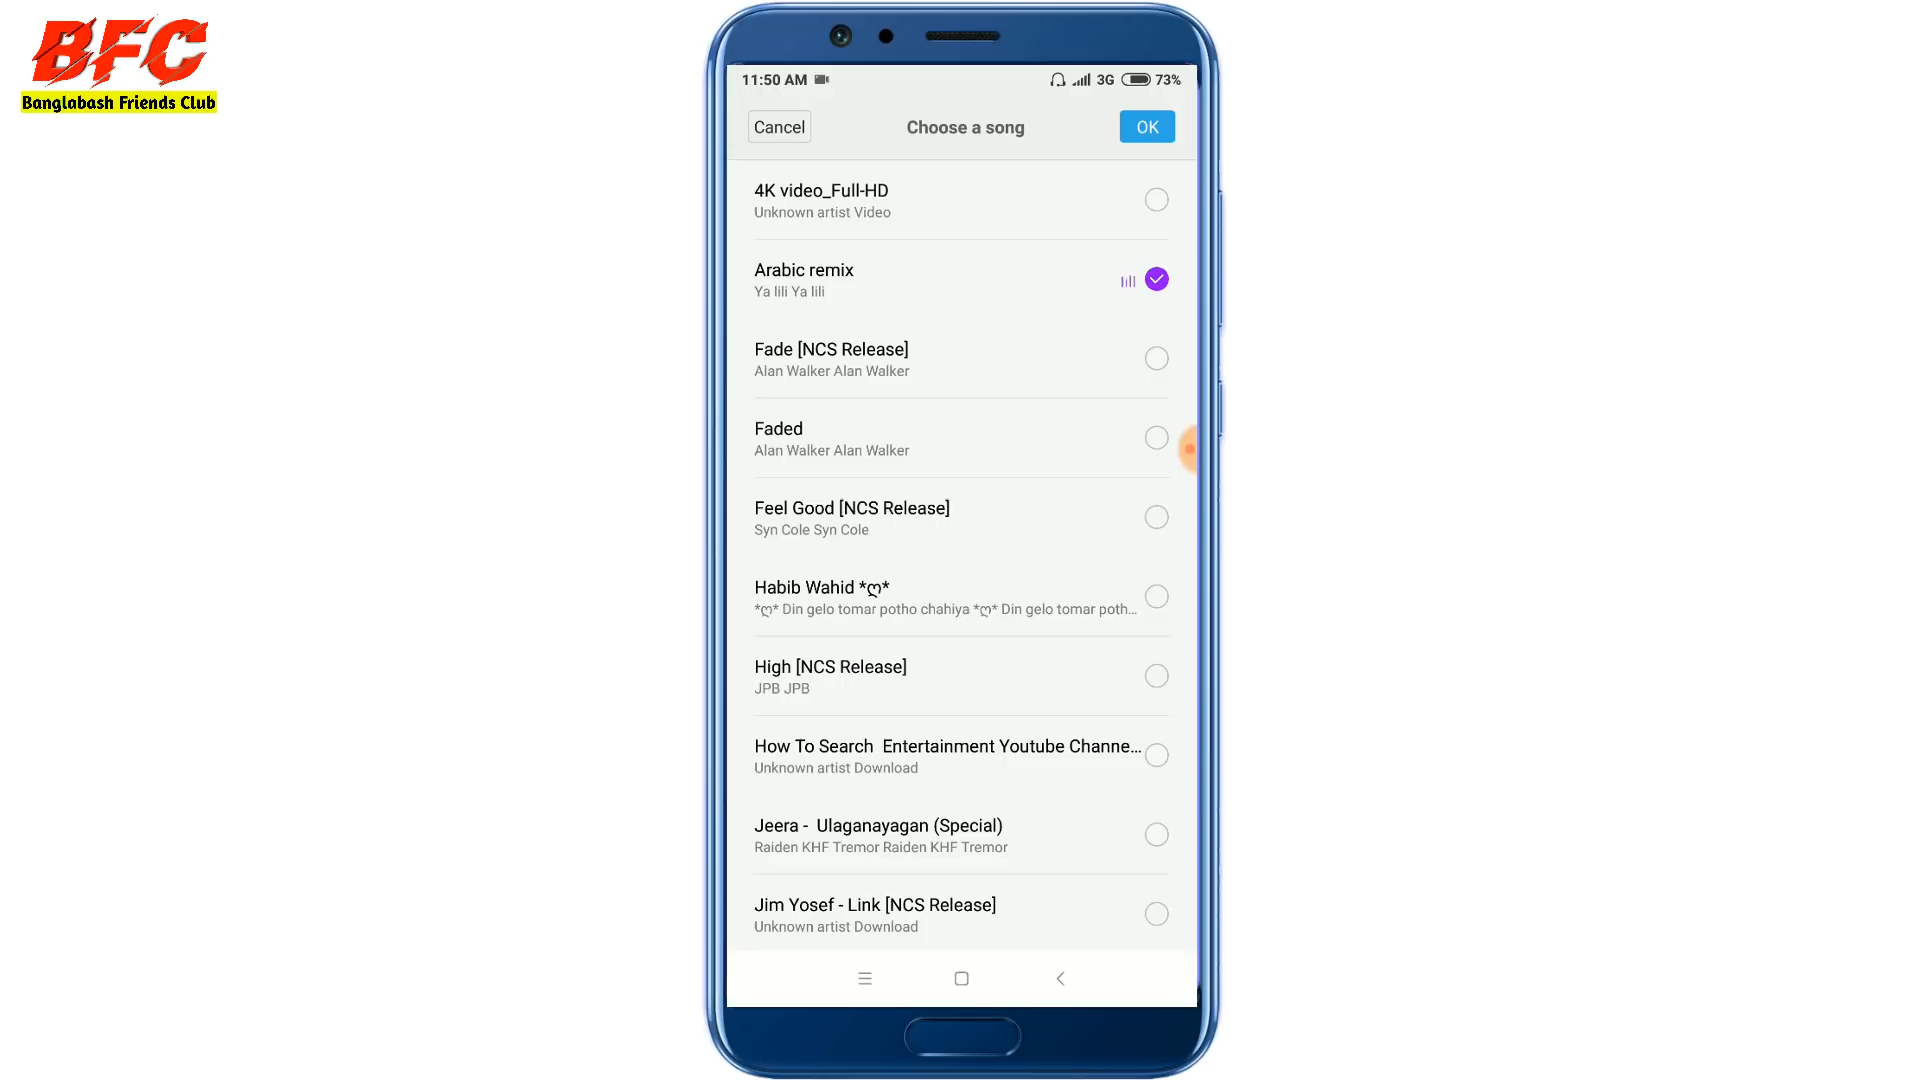 BFC
Banglabash Friends Club
11:50 AM
3G 73%
Cancel
Choose a song
OK
4K video_Full-HD
Unknown artist Video
Arabic remix
Ya lili Ya lili
Fade [NCS Release]
Alan Walker Alan Walker
Faded
Alan Walker Alan Walker
Feel Good [NCS Release]
Syn Cole Syn Cole
Habib Wahid *ღ*
*ღ* Din gelo tomar potho chahiya *ღ* Din gelo tomar poth...
High [NCS Release]
JPB JPB
How To Search  Entertainment Youtube Channe...
Unknown artist Download
Jeera -  Ulaganayagan (Special)
Raiden KHF Tremor Raiden KHF Tremor
Jim Yosef - Link [NCS Release]
Unknown artist Download